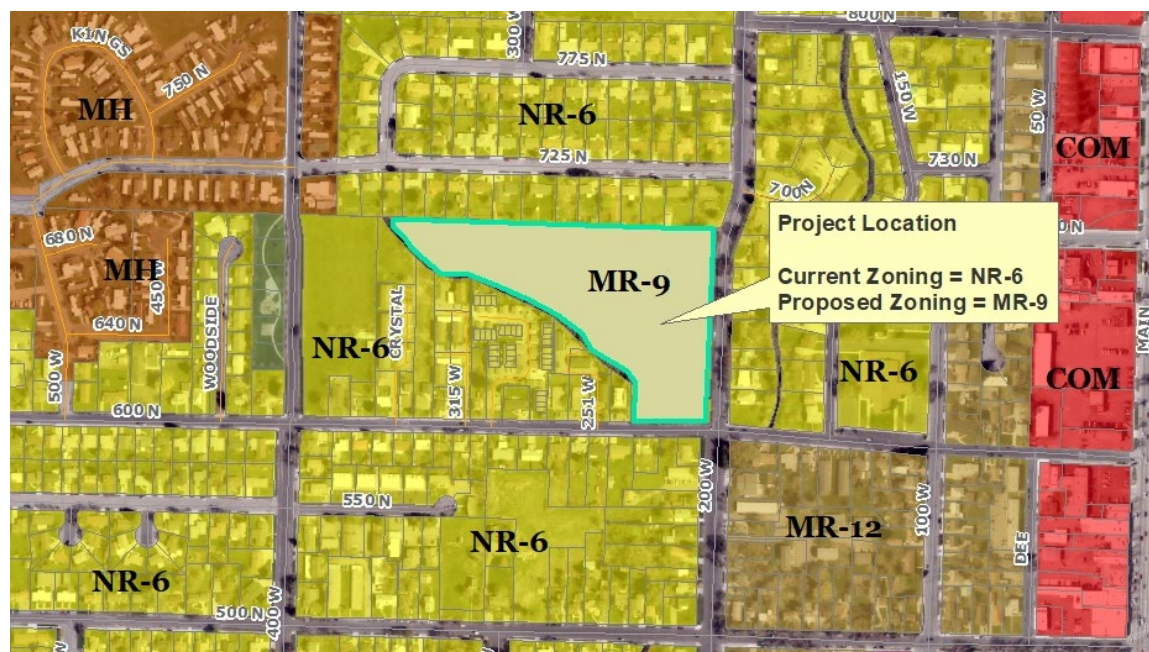 800 N
KINGS
300 W
775 N
750 N
150 W
50 W
MH
NR-6
COM
725 N
730 N
700 N
0 N
680 N
MH
450 W
MR-9
Project Location
Current Zoning = NR-6
Proposed Zoning = MR-9
640 N
WOODSIDE
NR-6
CRYSTAL
315 W
251 W
NR-6
COM
MAIN
500 W
600 N
550 N
200 W
100 W
MR-12
NR-6
DEE
NR-6
400 W
500 N
W